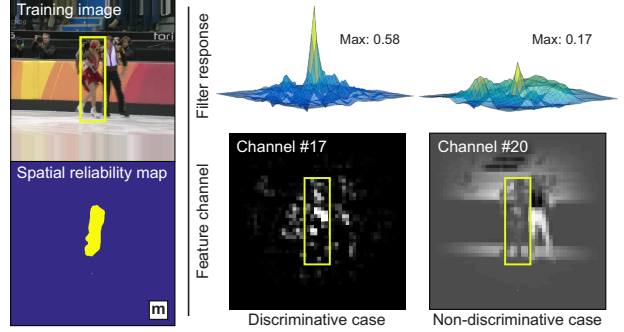 Training image
tori
Spatial reliability map
m
Filter response
Max: 0.58
Max: 0.17
Feature channel
Channel #17
Channel #20
Discriminative case
Non-discriminative case